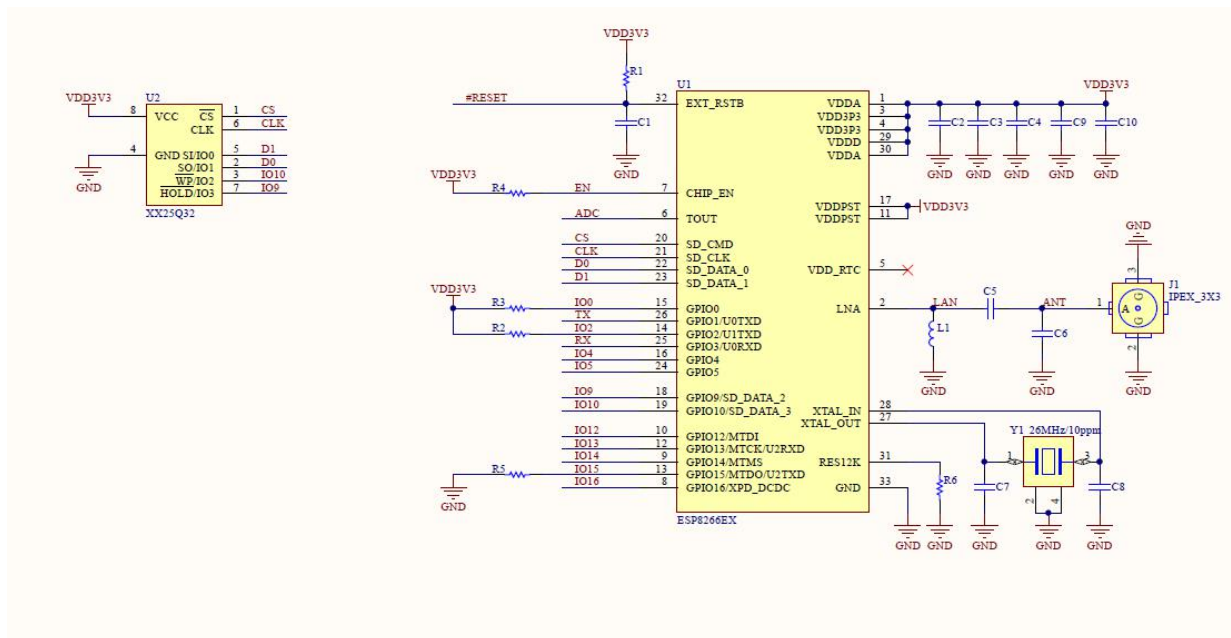 VDD3V3
R1
#RESET
C1
GND
U2
VDD3V3
8 VCC CS 1 CS
CLK 6 CLK
4 GND SI/IO0 5 D1
SO/IO1 2 D0
WP/IO2 3 IO10
HOLD/IO3 7 IO9
GND
XX25Q32
U1
32 EXT_RSTB
VDD3V3
R4 EN 7 CHIP_EN
ADC 6 TOUT
CS 20 SD_CMD
CLK 21 SD_CLK
D0 22 SD_DATA_0
D1 23 SD_DATA_1
VDD3V3
R3 IO0 15 GPIO0
TX 26 GPIO1/U0TXD
R2 IO2 14 GPIO2/U1TXD
RX 25 GPIO3/U0RXD
IO4 16 GPIO4
IO5 24 GPIO5
IO9 18 GPIO9/SD_DATA_2
IO10 19 GPIO10/SD_DATA_3
IO12 10 GPIO12/MTDI
IO13 12 GPIO13/MTCK/U2RXD
IO14 9 GPIO14/MTMS
R5 IO15 13 GPIO15/MTDO/U2TXD
IO16 8 GPIO16/XPD_DCDC
GND
ESP8266EX
VDDA 1
VDD3P3 3
VDD3P3 4
VDDD 29
VDDA 30
VDD3V3
C2 C3 C4 C9 C10
GND GND GND GND GND
VDDPST 17 VDD3V3
VDDPST 11
VDD_RTC 5
LNA 2 LAN C5 ANT 1
L1
C6
GND
GND
GND
3
J1
IPEX_3X3
G
A
G
2
GND
XTAL_IN 28
XTAL_OUT 27
Y1 26MHz/10ppm
1 3
2 4
C7
C8
RES12K 31
R6
GND 33
GND GND GND GND GND